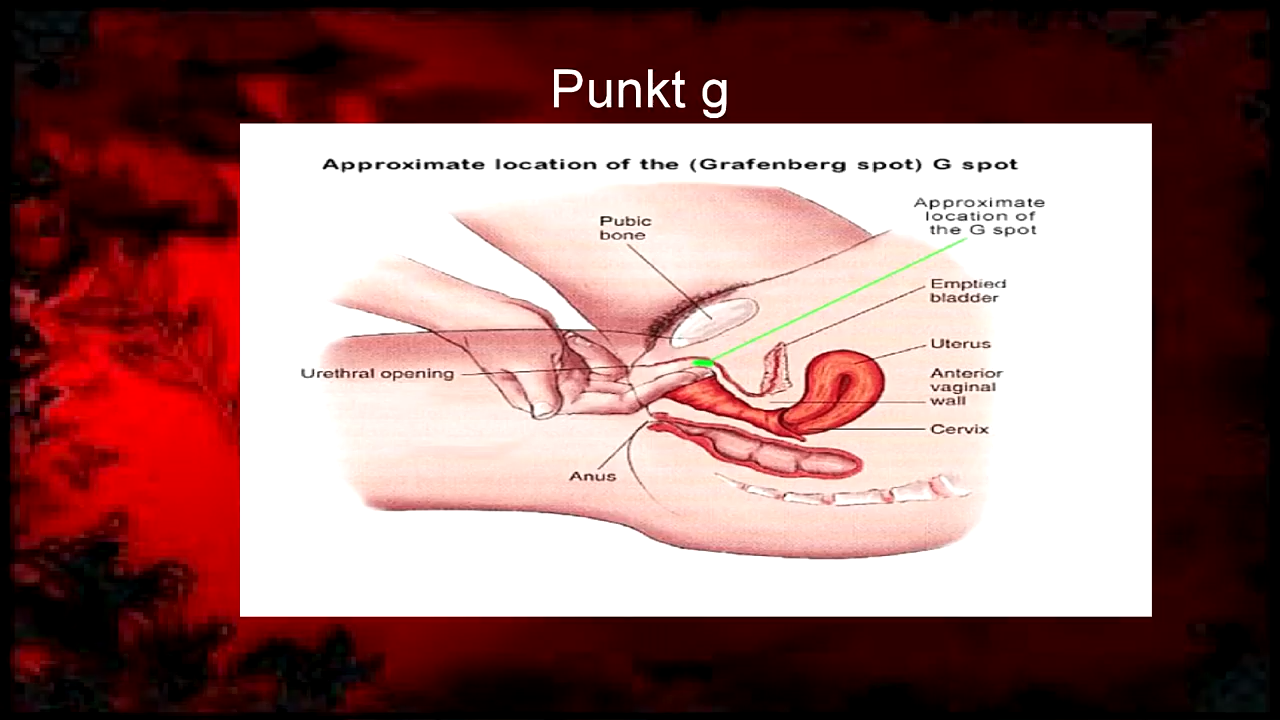 Punkt g
Approximate location of the (Grafenberg spot) G spot
Approximate
location of
the G spot
Pubic
bone
Emptied
bladder
Uterus
Urethral opening
Anterior
vaginal
wall
Cervix
Anus